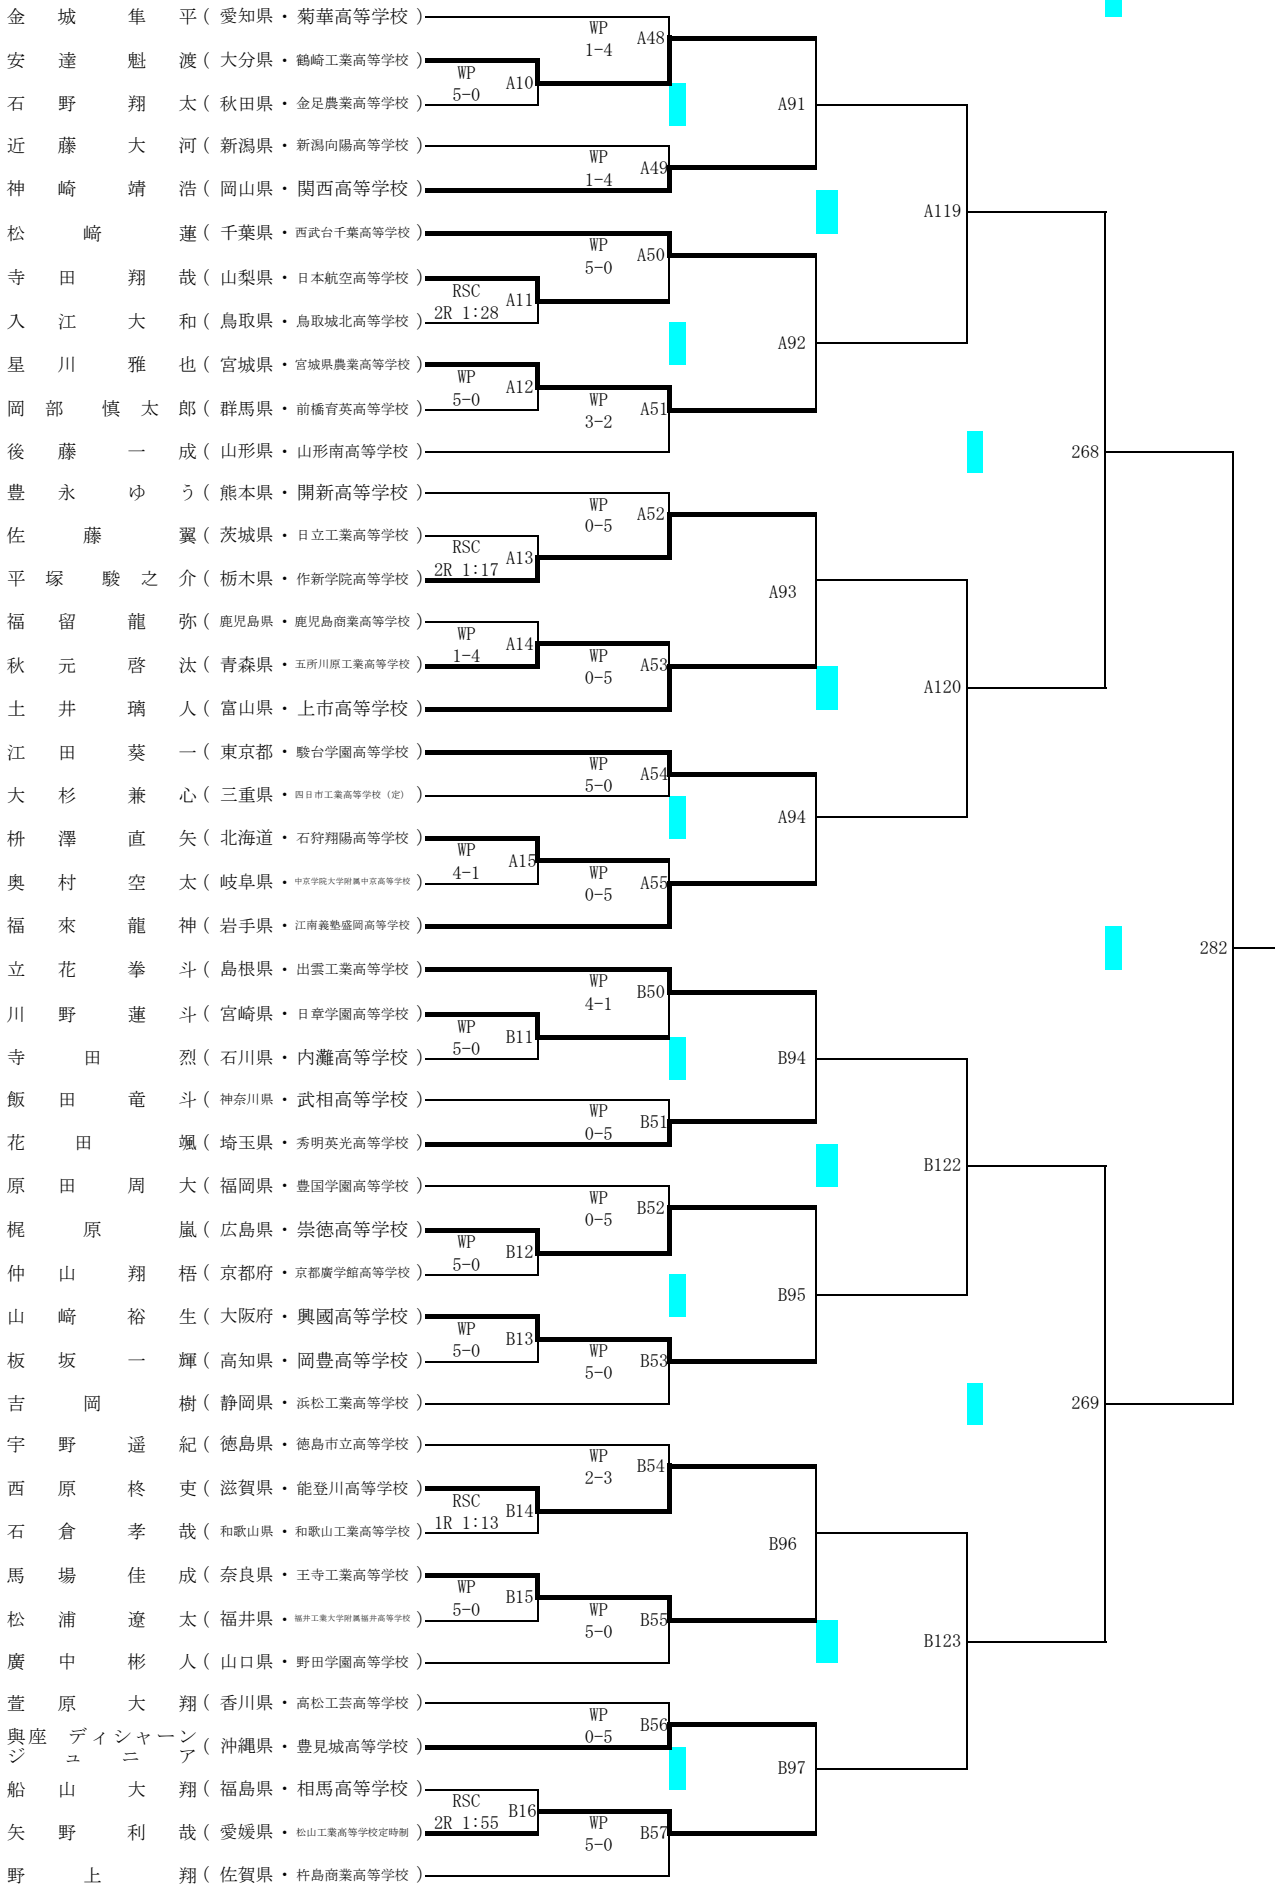 金城隼平(愛知県・菊華高等学校)
WP
1-4
A48
安達魁渡(大分県・鶴崎工業高等学校)
WP
5-0
A10
石野翔太(秋田県・金足農業高等学校)
A91
近藤大河(新潟県・新潟向陽高等学校)
WP
1-4
A49
神崎靖浩(岡山県・関西高等学校)
A119
松﨑蓮(千葉県・西武台千葉高等学校)
WP
5-0
A50
寺田翔哉(山梨県・日本航空高等学校)
RSC
2R 1:28
A11
入江大和(鳥取県・鳥取城北高等学校)
A92
星川雅也(宮城県・宮城県農業高等学校)
WP
5-0
A12
岡部慎太郎(群馬県・前橋育英高等学校)
WP
3-2
A51
後藤一成(山形県・山形南高等学校)
268
豊永ゆう(熊本県・開新高等学校)
WP
0-5
A52
佐藤翼(茨城県・日立工業高等学校)
RSC
2R 1:17
A13
平塚駿之介(栃木県・作新学院高等学校)
A93
福留龍弥(鹿児島県・鹿児島商業高等学校)
WP
1-4
A14
秋元啓汰(青森県・五所川原工業高等学校)
WP
0-5
A53
土井璃人(富山県・上市高等学校)
A120
江田葵一(東京都・駿台学園高等学校)
WP
5-0
A54
大杉兼心(三重県・四日市工業高等学校(定))
A94
枡澤直矢(北海道・石狩翔陽高等学校)
WP
4-1
A15
奥村空太(岐阜県・中京学院大学附属中京高等学校)
WP
0-5
A55
福來龍神(岩手県・江南義塾盛岡高等学校)
282
立花拳斗(島根県・出雲工業高等学校)
WP
4-1
B50
川野蓮斗(宮崎県・日章学園高等学校)
WP
5-0
B11
寺田烈(石川県・内灘高等学校)
B94
飯田竜斗(神奈川県・武相高等学校)
WP
0-5
B51
花田颯(埼玉県・秀明英光高等学校)
B122
原田周大(福岡県・豊国学園高等学校)
WP
0-5
B52
梶原嵐(広島県・崇徳高等学校)
WP
5-0
B12
仲山翔梧(京都府・京都廣学館高等学校)
B95
山﨑裕生(大阪府・興國高等学校)
WP
5-0
B13
板坂一輝(高知県・岡豊高等学校)
WP
5-0
B53
吉岡樹(静岡県・浜松工業高等学校)
269
宇野遥紀(徳島県・徳島市立高等学校)
WP
2-3
B54
西原柊吏(滋賀県・能登川高等学校)
RSC
1R 1:13
B14
石倉孝哉(和歌山県・和歌山工業高等学校)
B96
馬場佳成(奈良県・王寺工業高等学校)
WP
5-0
B15
松浦遼太(福井県・福井工業大学附属福井高等学校)
WP
5-0
B55
廣中彬人(山口県・野田学園高等学校)
B123
萱原大翔(香川県・高松工芸高等学校)
WP
0-5
B56
與座 ディシャーン
ジュニア
(沖縄県・豊見城高等学校)
B97
船山大翔(福島県・相馬高等学校)
RSC
2R 1:55
B16
矢野利哉(愛媛県・松山工業高等学校定時制)
WP
5-0
B57
野上翔(佐賀県・杵島商業高等学校)